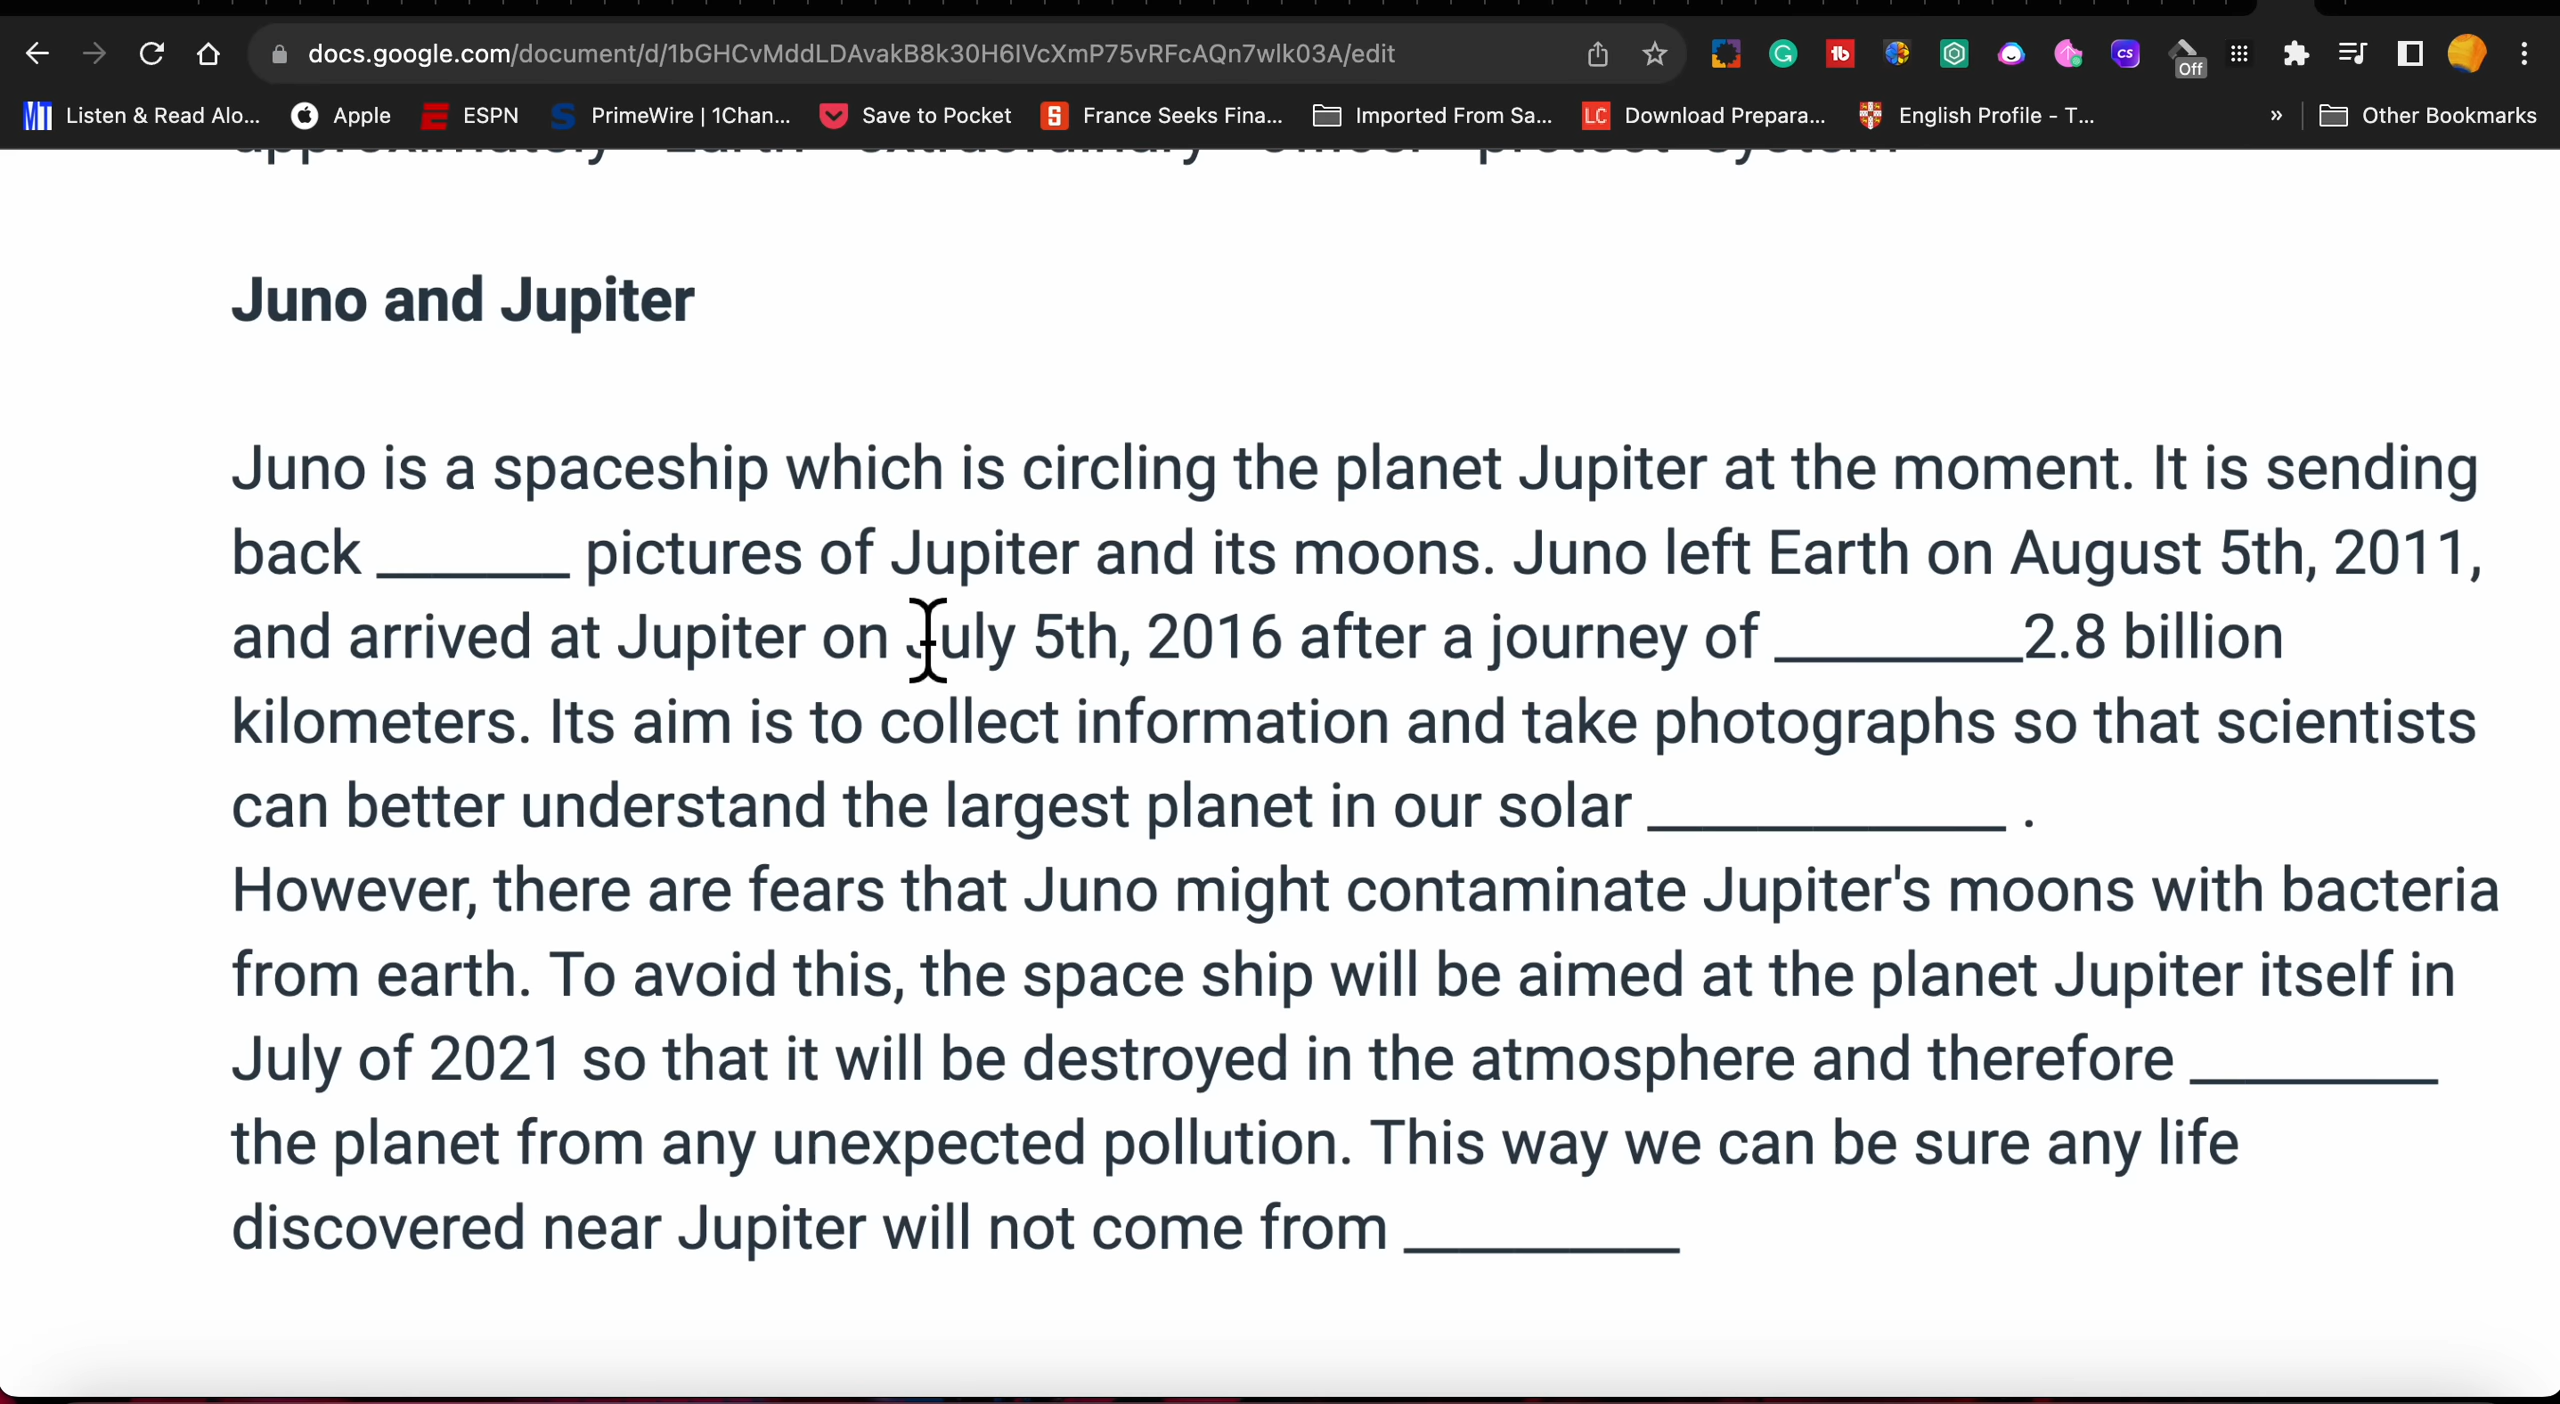 docs.google.com/document/d/1bGHCvMddLDAvakB8k30H6IVcXmP75vRFcAQn7wlk03A/edit
Off
Listen & Read Alo... Apple ESPN PrimeWire | 1Chan... Save to Pocket France Seeks Fina... Imported From Sa... Download Prepara... English Profile - T... » Other Bookmarks
approximately Earth extraordinary protect system
Juno and Jupiter
Juno is a spaceship which is circling the planet Jupiter at the moment. It is sending
back _______ pictures of Jupiter and its moons. Juno left Earth on August 5th, 2011,
and arrived at Jupiter on July 5th, 2016 after a journey of _________2.8 billion
kilometers. Its aim is to collect information and take photographs so that scientists
can better understand the largest planet in our solar _____________ .
However, there are fears that Juno might contaminate Jupiter's moons with bacteria
from earth. To avoid this, the space ship will be aimed at the planet Jupiter itself in
July of 2021 so that it will be destroyed in the atmosphere and therefore _________
the planet from any unexpected pollution. This way we can be sure any life
discovered near Jupiter will not come from __________